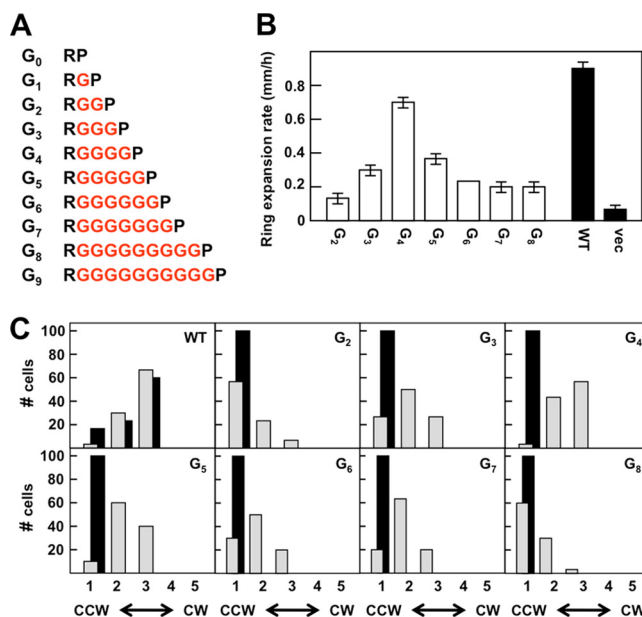 A
G0 RP
G1 RGP
G2 RGGP
G3 RGGGP
G4 RGGGGP
G5 RGGGGGP
G6 RGGGGGGP
G7 RGGGGGGGP
G8 RGGGGGGGGGP
G9 RGGGGGGGGGGP
B
Ring expansion rate (mm/h)
0.8
0.6
0.4
0.2
0
G2 G3 G4 G5 G6 G7 G8 WT vec
C
# cells
100
80
60
40
20
WT
G2
G3
G4
# cells
100
80
60
40
20
G5
G6
G7
G8
1 2 3 4 5 1 2 3 4 5 1 2 3 4 5 1 2 3 4 5
CCW CW CCW CW CCW CW CCW CW